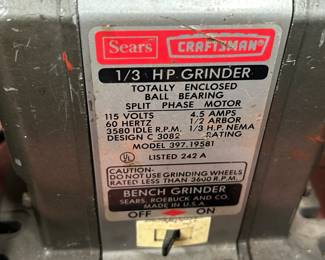 Sears CRAFTSMAN
1/3 HP GRINDER
TOTALLY ENCLOSED
BALL BEARING
SPLIT PHASE MOTOR
115 VOLTS 4.5 AMPS
60 HERTZ 1/2 ARBOR
3580 IDLE R.P.M. 1/3 H.P. NEMA
DESIGN C 3082 RATING
MODEL 397.19581
UL LISTED 242 A
CAUTION-
DO NOT USE GRINDING WHEELS
RATED LESS THAN 3600 R.P.M.
BENCH GRINDER
SEARS, ROEBUCK AND CO.
MADE IN U.S.A.
OFF ON